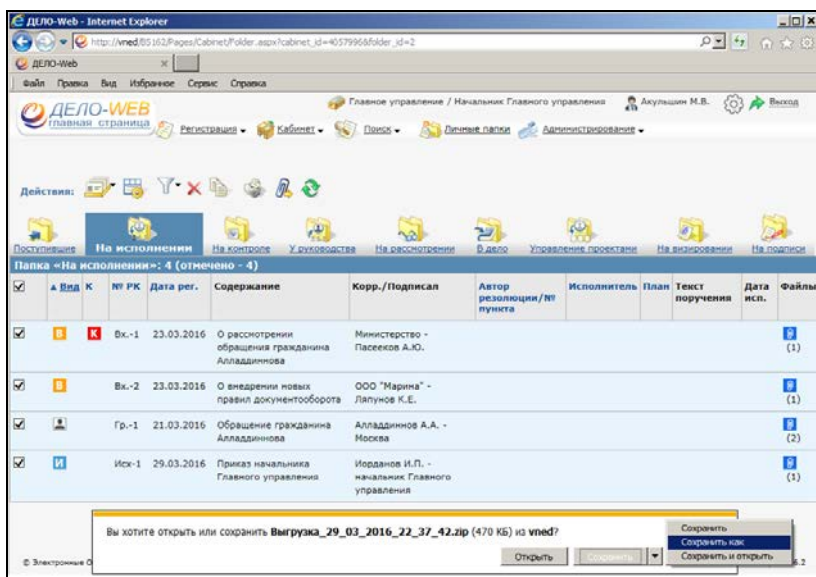 ДЕЛО-Web - Internet Explorer
http://vned/85162/Pages/Cabinet/Folder.aspx?cabinet_id=4057996&folder_id=2
ДЕЛО-Web
Файл Правка Вид Избранное Сервис Справка
Главное управление / Начальник Главного управления Акульшин М.В. Выход
ДЕЛО-WEB
главная страница
Регистрация Кабинет Поиск Личные папки Администрирование
Действия:
Поступившие На исполнении На контроле У руководства На рассмотрении В дело Управление проектами На визировании На подписи
Папка «На исполнении»: 4 (отмечено - 4)
Вид К № РК Дата рег. Содержание Корр./Подписал Автор резолюции/№ пункта Исполнитель План Текст поручения Дата исп. Файлы
В К Вх.-1 23.03.2016 О рассмотрении обращения гражданина Алладдиннова Министерство - Пасееков А.Ю. (1)
В Вх.-2 23.03.2016 О внедрении новых правил документооборота ООО "Марина" - Ляпунов К.Е. (1)
Гр.-1 21.03.2016 Обращение гражданина Алладдиннова Алладдиннов А.А. - Москва (2)
И Исх-1 29.03.2016 Приказ начальника Главного управления Иорданов И.П. - начальник Главного управления (1)
Вы хотите открыть или сохранить Выгрузка_29_03_2016_22_37_42.zip (470 КБ) из vned?
Открыть Сохранить
Сохранить
Сохранить как
Сохранить и открыть
© Электронные О
6.2